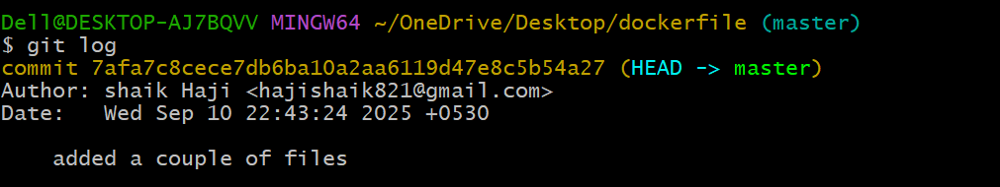 Dell@DESKTOP-AJ7BQVV MINGW64 ~/OneDrive/Desktop/dockerfile (master)
$ git log
commit 7afa7c8cece7db6ba10a2aa6119d47e8c5b54a27 (HEAD -> master)
Author: shaik Haji <hajishaik821@gmail.com>
Date:   Wed Sep 10 22:43:24 2025 +0530
    added a couple of files